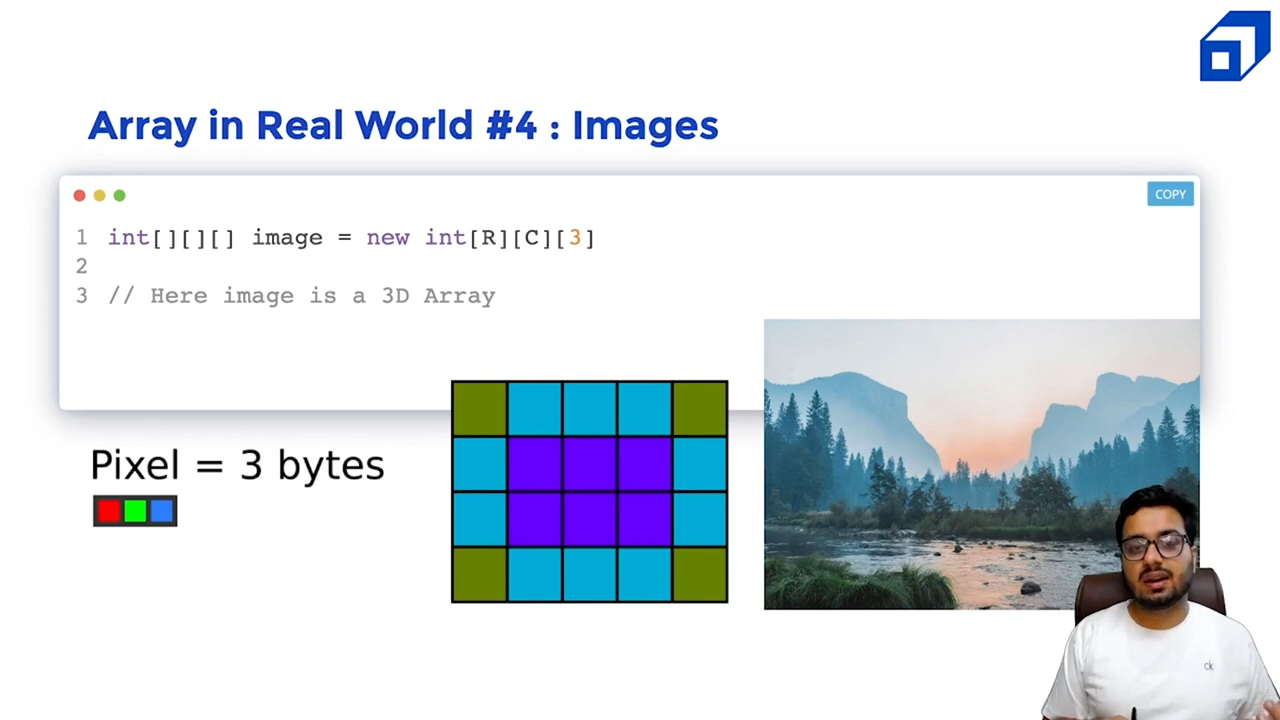 Array in Real World #4 : Images
COPY
1 int[][][] image = new int[R][C][3]
2
3 // Here image is a 3D Array
Pixel = 3 bytes
ck